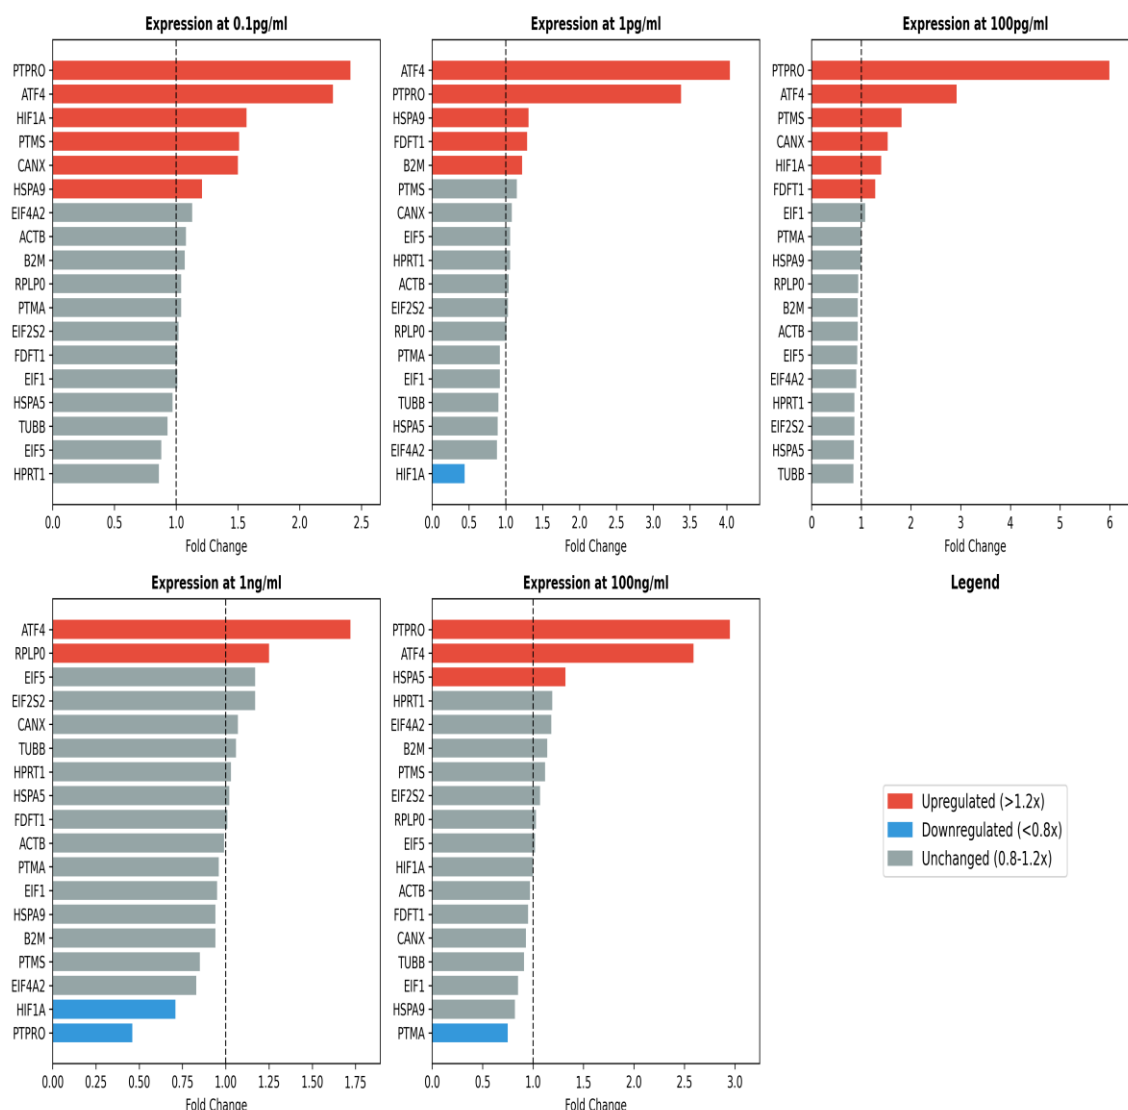 Expression at 0.1pg/ml
PTPRO
ATF4
HIF1A
PTMS
CANX
HSPA9
EIF4A2
ACTB
B2M
RPLP0
PTMA
EIF2S2
FDFT1
EIF1
HSPA5
TUBB
EIF5
HPRT1
0.0 0.5 1.0 1.5 2.0 2.5
Fold Change
Expression at 1pg/ml
ATF4
PTPRO
HSPA9
FDFT1
B2M
PTMS
CANX
EIF5
HPRT1
ACTB
EIF2S2
RPLP0
PTMA
EIF1
TUBB
HSPA5
EIF4A2
HIF1A
0.0 0.5 1.0 1.5 2.0 2.5 3.0 3.5 4.0
Fold Change
Expression at 100pg/ml
PTPRO
ATF4
PTMS
CANX
HIF1A
FDFT1
EIF1
PTMA
HSPA9
RPLP0
B2M
ACTB
EIF5
EIF4A2
HPRT1
EIF2S2
HSPA5
TUBB
0 1 2 3 4 5 6
Fold Change
Expression at 1ng/ml
ATF4
RPLP0
EIF5
EIF2S2
CANX
TUBB
HPRT1
HSPA5
FDFT1
ACTB
PTMA
EIF1
HSPA9
B2M
PTMS
EIF4A2
HIF1A
PTPRO
0.00 0.25 0.50 0.75 1.00 1.25 1.50 1.75
Fold Change
Expression at 100ng/ml
PTPRO
ATF4
HSPA5
HPRT1
EIF4A2
B2M
PTMS
EIF2S2
RPLP0
EIF5
HIF1A
ACTB
FDFT1
CANX
TUBB
EIF1
HSPA9
PTMA
0.0 0.5 1.0 1.5 2.0 2.5 3.0
Fold Change
Legend
Upregulated (>1.2x)
Downregulated (<0.8x)
Unchanged (0.8-1.2x)